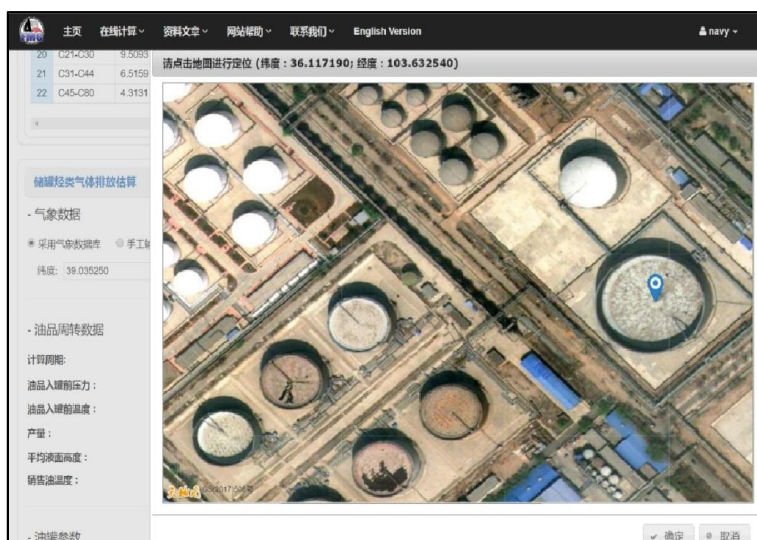 主页 在线计算 资料文章 网站帮助 联系我们 English Version navy
20 C21-C30 9.5093
21 C31-C44 6.5159
22 C45-C80 4.3131
请点击地图进行定位 (纬度：36.117190; 经度：103.632540)
储罐烃类气体排放估算
- 气象数据
采用气象数据库 手工输
纬度: 39.035250
- 油品周转数据
计算周期:
油品入罐前压力：
油品入罐前温度：
产量：
平均液面高度：
销售油温度：
- 油罐参数
天地图
确定 取消